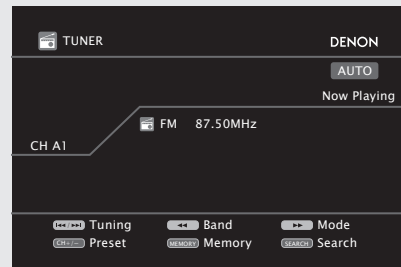 TUNER
DENON
AUTO
Now Playing
FM 87.50MHz
CH A1
Tuning Band Mode
CH+/− Preset MEMORY Memory SEARCH Search